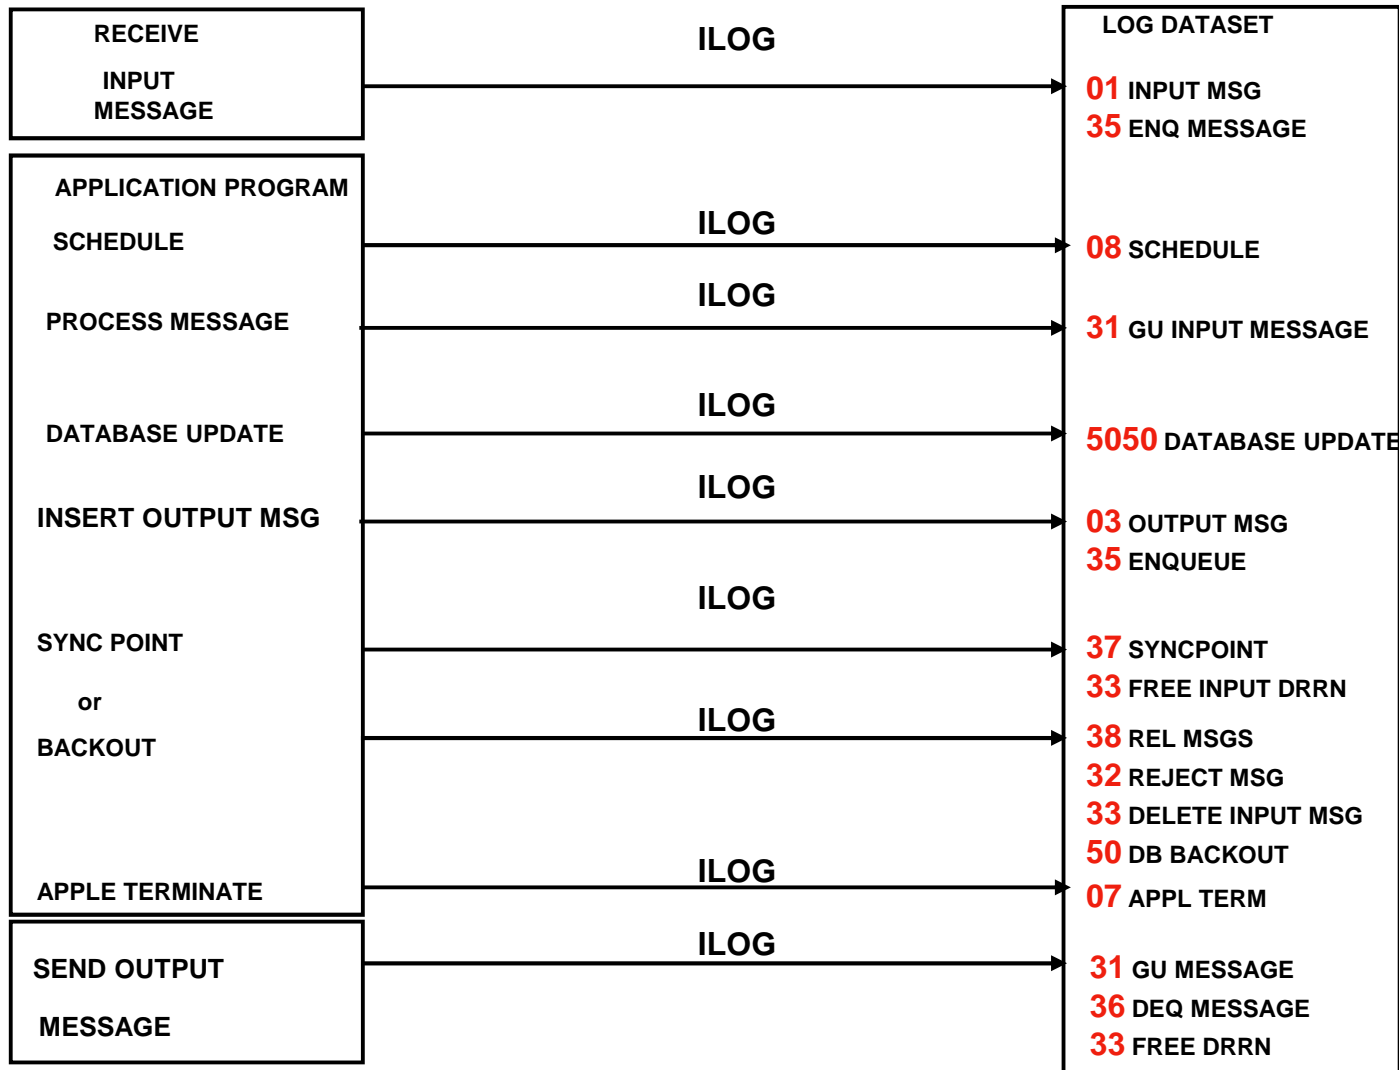 RECEIVE
INPUT
MESSAGE
ILOG
LOG DATASET
01 INPUT MSG
35 ENQ MESSAGE
APPLICATION PROGRAM
SCHEDULE
ILOG
08 SCHEDULE
PROCESS MESSAGE
ILOG
31 GU INPUT MESSAGE
DATABASE UPDATE
ILOG
5050 DATABASE UPDATE
INSERT OUTPUT MSG
ILOG
03 OUTPUT MSG
35 ENQUEUE
SYNC POINT
ILOG
37 SYNCPOINT
33 FREE INPUT DRRN
or
BACKOUT
ILOG
38 REL MSGS
32 REJECT MSG
33 DELETE INPUT MSG
50 DB BACKOUT
APPLE TERMINATE
ILOG
07 APPL TERM
SEND OUTPUT
MESSAGE
ILOG
31 GU MESSAGE
36 DEQ MESSAGE
33 FREE DRRN